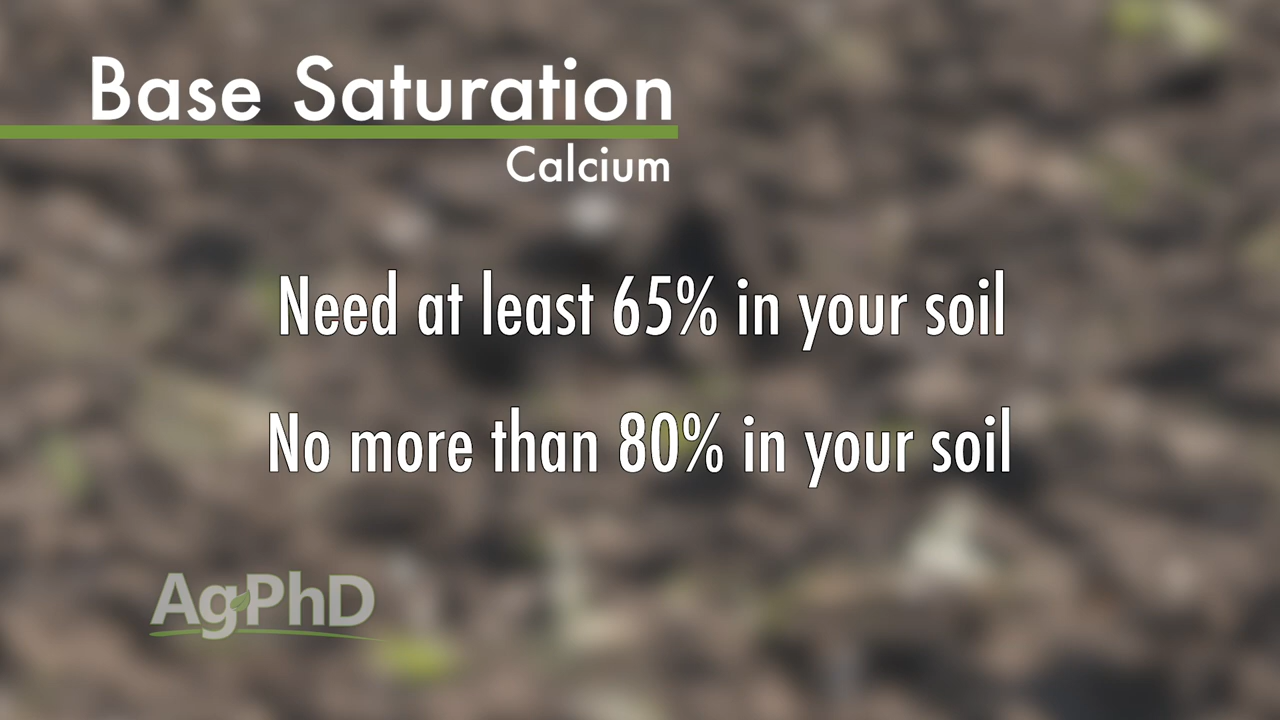 Base Saturation
Calcium
Need at least 65% in your soil
No more than 80% in your soil
AgPhD